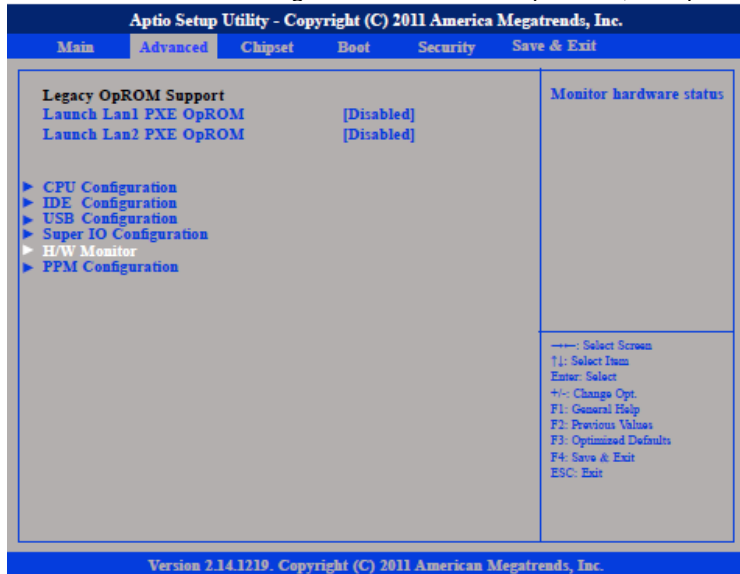 Aptio Setup Utility - Copyright (C) 2011 America Megatrends, Inc.
Main Advanced Chipset Boot Security Save & Exit
Legacy OpROM Support
Launch Lan1 PXE OpROM [Disabled]
Launch Lan2 PXE OpROM [Disabled]
► CPU Configuration
► IDE Configuration
► USB Configuration
► Super IO Configuration
► H/W Monitor
► PPM Configuration
Monitor hardware status
→←: Select Screen
↑↓: Select Item
Enter: Select
+/-: Change Opt.
F1: General Help
F2: Previous Values
F3: Optimized Defaults
F4: Save & Exit
ESC: Exit
Version 2.14.1219. Copyright (C) 2011 American Megatrends, Inc.